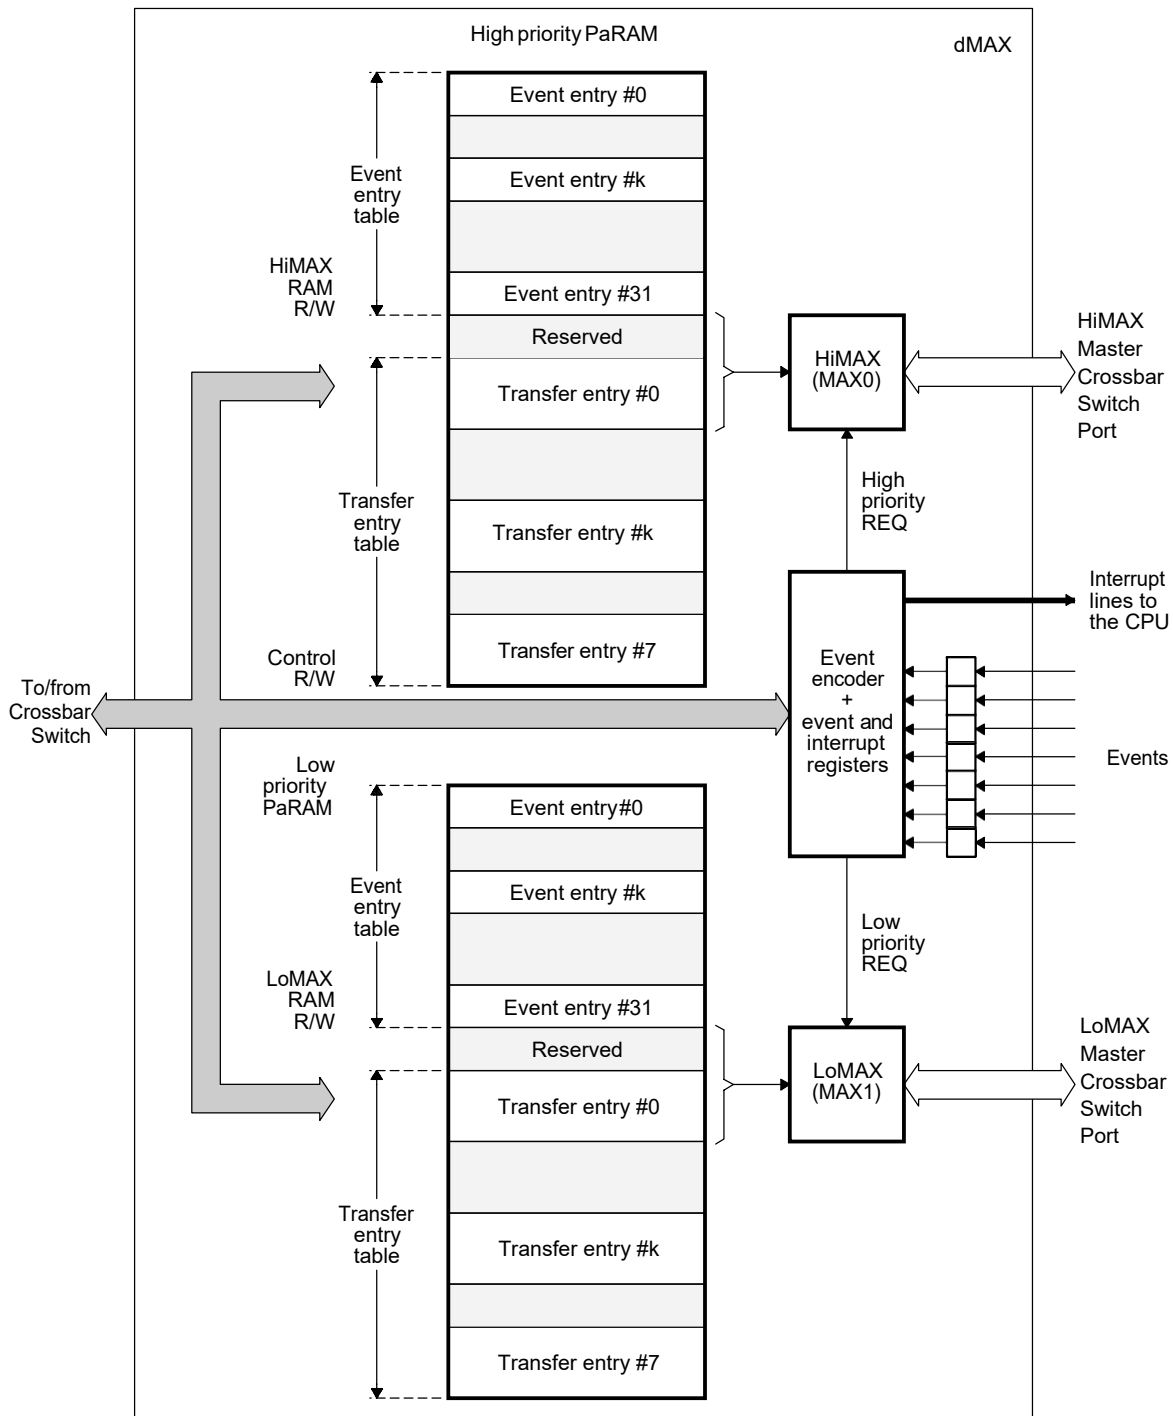 High priority PaRAM
dMAX
Event entry #0
Event
entry
table
Event entry #k
HiMAX
RAM
R/W
Event entry #31
Reserved
Transfer entry #0
HiMAX
(MAX0)
HiMAX
Master
Crossbar
Switch
Port
High
priority
REQ
Transfer
entry
table
Transfer entry #k
Interrupt
lines to
the CPU
Control
R/W
Transfer entry #7
Event
encoder
+
event and
interrupt
registers
To/from
Crossbar
Switch
Events
Low
priority
PaRAM
Event entry#0
Event
entry
table
Event entry #k
Low
priority
REQ
LoMAX
RAM
R/W
Event entry #31
Reserved
Transfer entry #0
LoMAX
(MAX1)
LoMAX
Master
Crossbar
Switch
Port
Transfer
entry
table
Transfer entry #k
Transfer entry #7